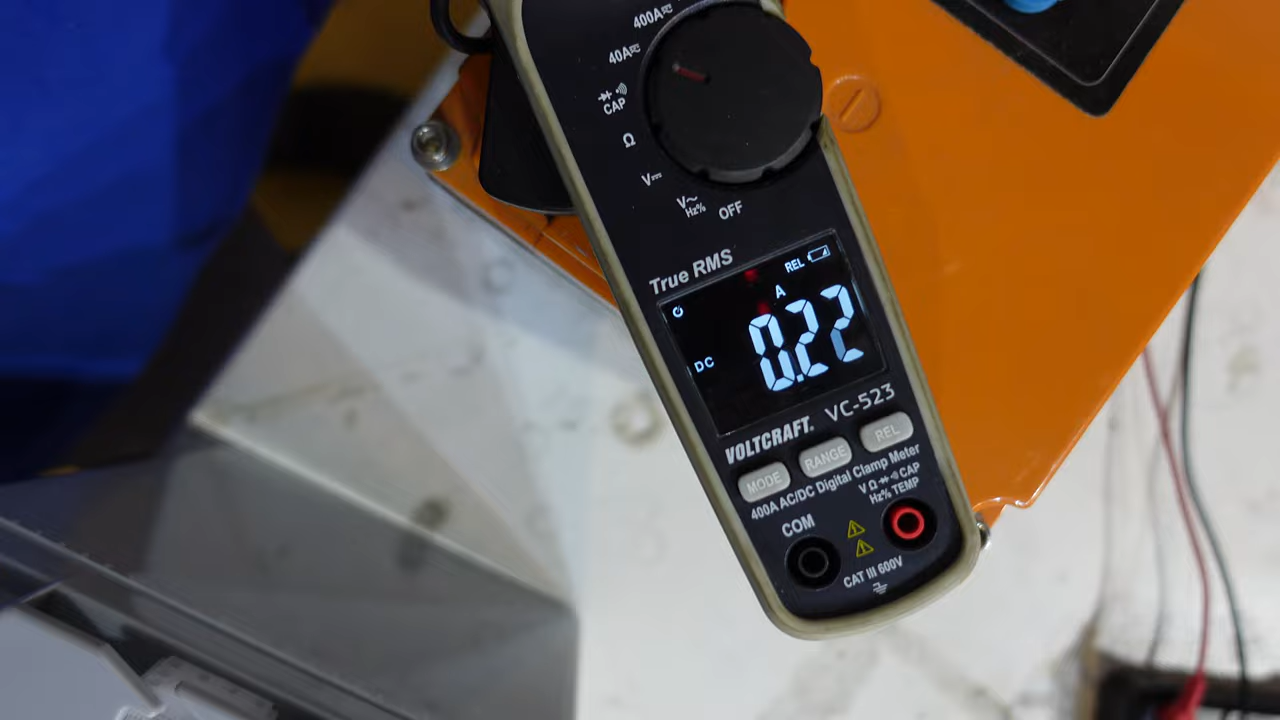 400A
40A
CAP
Ω
V
V~
Hz%
OFF
True RMS
REL
A
DC
0.22
VOLTCRAFT. VC-523
MODE RANGE REL
400A AC/DC Digital Clamp Meter
V Ω CAP
Hz% TEMP
COM
CAT III 600V